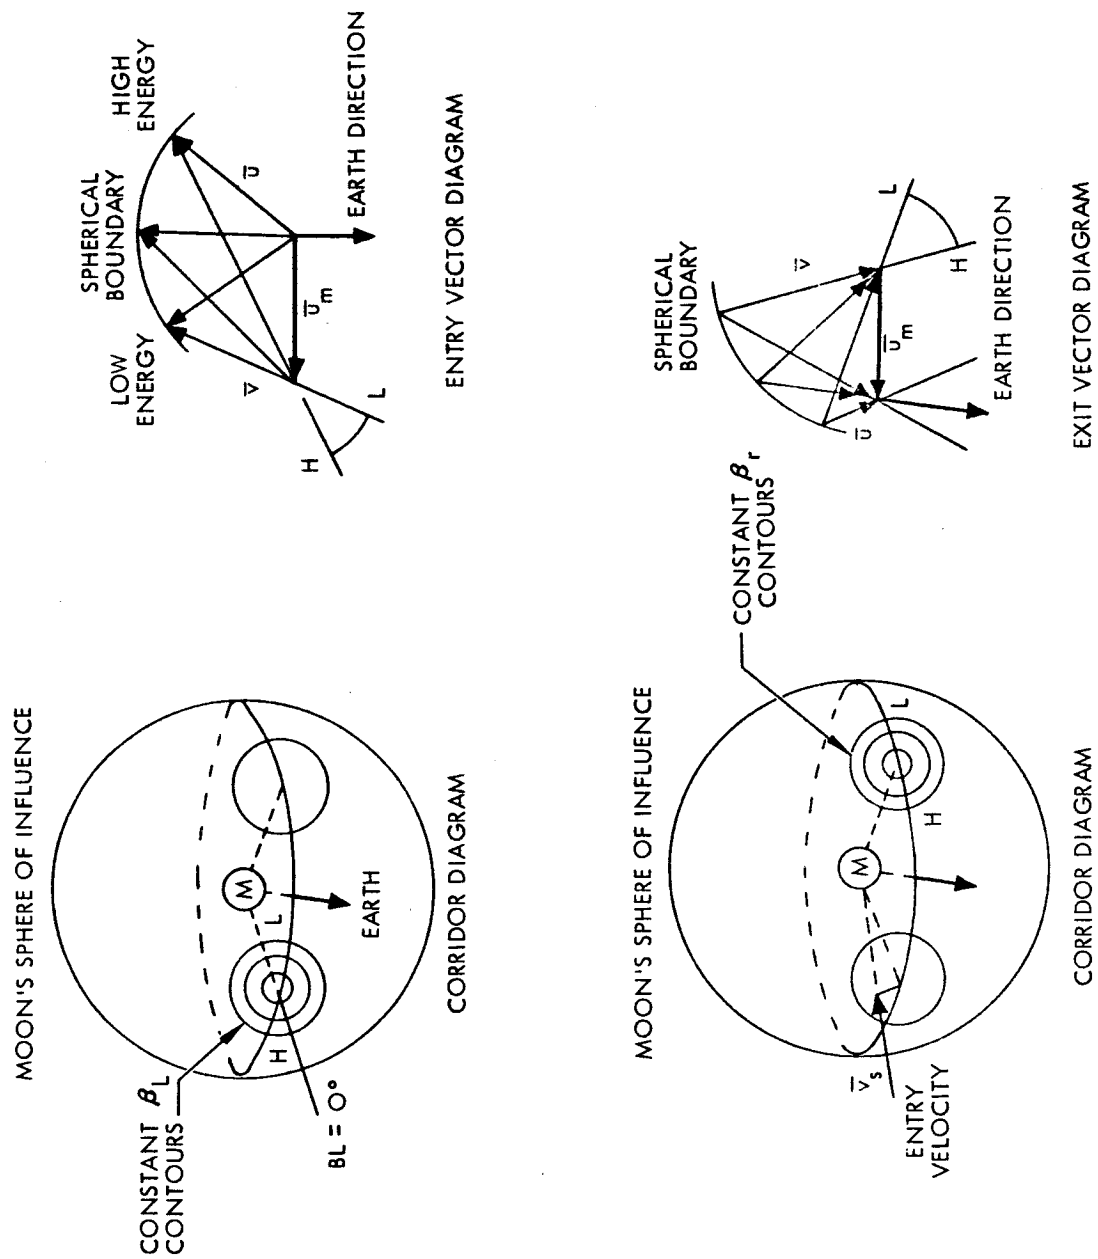 MOON'S SPHERE OF INFLUENCE
CONSTANT β_L
CONTOURS
H
L
M
BL = 0°
EARTH
CORRIDOR DIAGRAM
LOW
ENERGY
SPHERICAL
BOUNDARY
HIGH
ENERGY
v̅
u̅
u̅_m
H
L
EARTH DIRECTION
ENTRY VECTOR DIAGRAM
MOON'S SPHERE OF INFLUENCE
CONSTANT β_r
CONTOURS
v̅_s
ENTRY
VELOCITY
M
H
L
CORRIDOR DIAGRAM
SPHERICAL
BOUNDARY
v̅
u̅
u̅_m
L
H
EARTH DIRECTION
EXIT VECTOR DIAGRAM